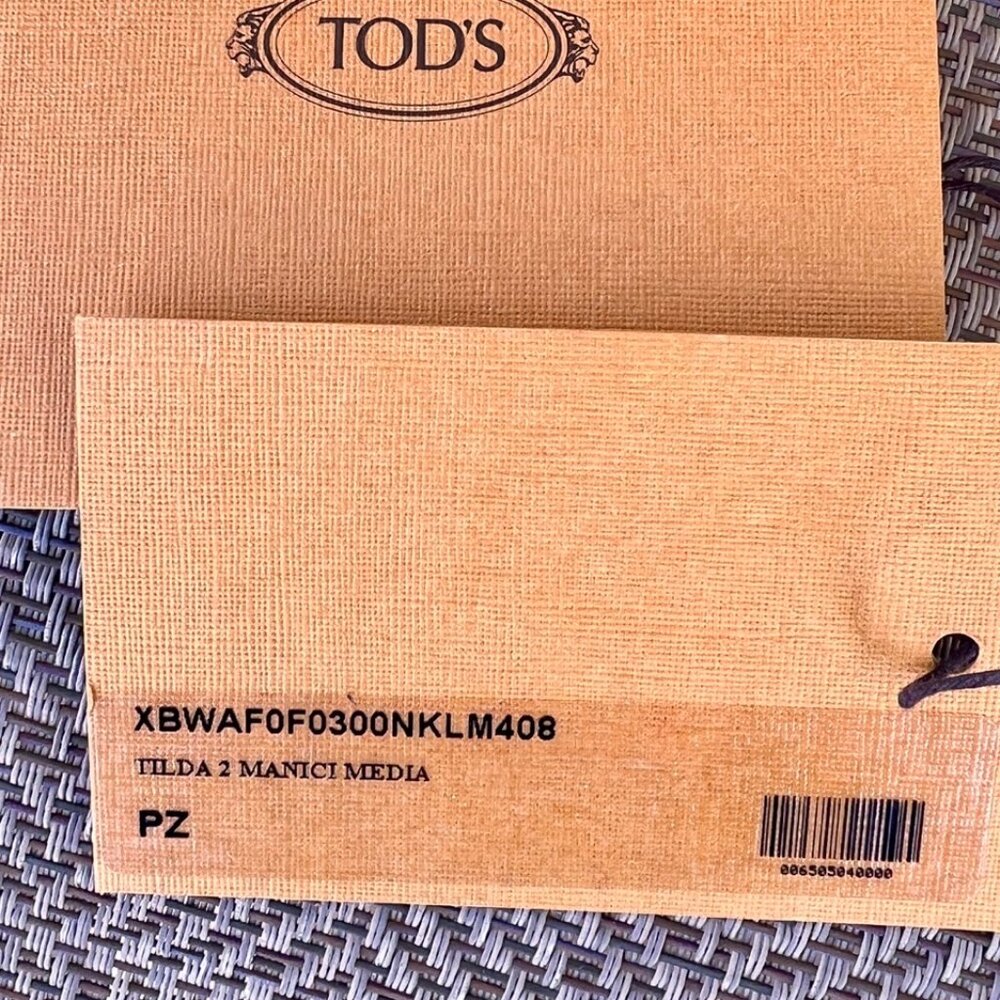 TOD'S
XBWAF0F0300NKLM408
TILDA 2 MANICI MEDIA
PZ
006505040000